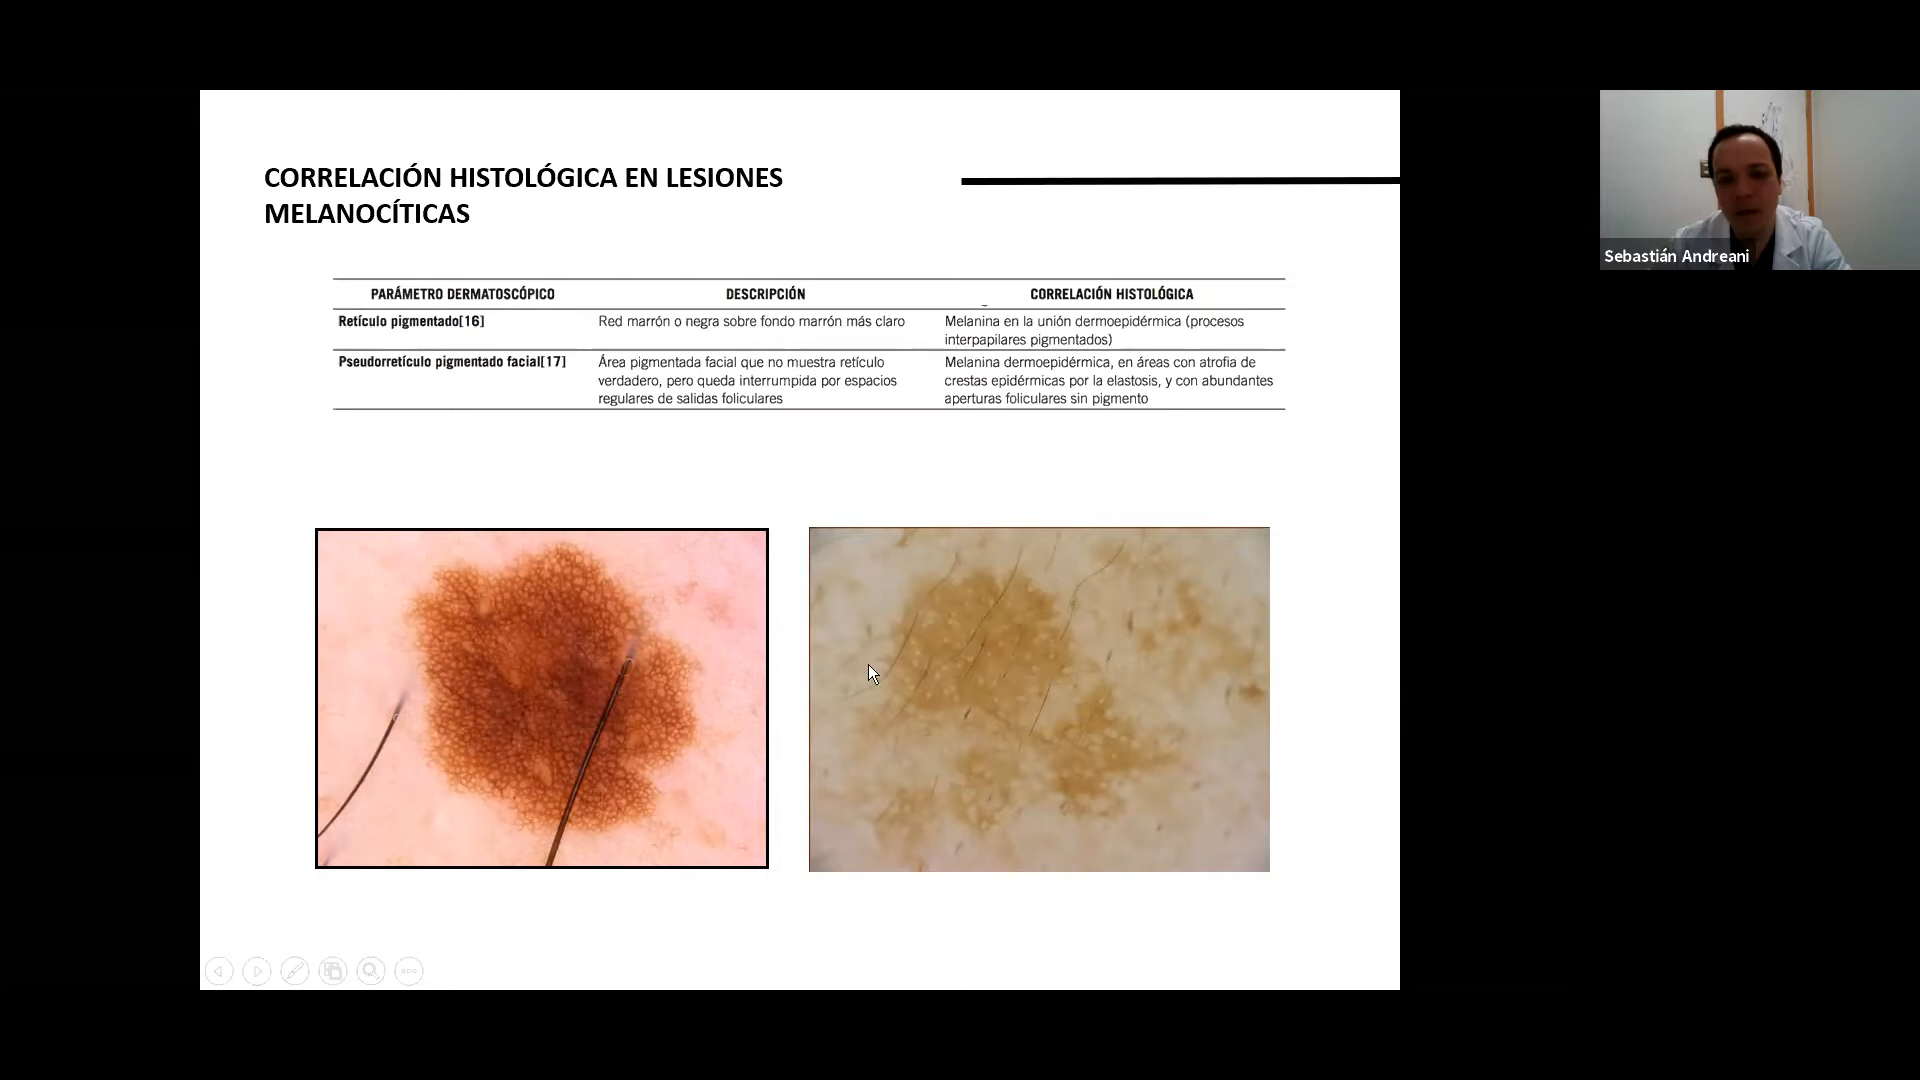 CORRELACIÓN HISTOLÓGICA EN LESIONES
MELANOCÍTICAS
PARÁMETRO DERMATOSCÓPICO DESCRIPCIÓN CORRELACIÓN HISTOLÓGICA
Retículo pigmentado[16] Red marrón o negra sobre fondo marrón más claro Melanina en la unión dermoepidérmica (procesos
interpapilares pigmentados)
Pseudorretículo pigmentado facial[17] Área pigmentada facial que no muestra retículo Melanina dermoepidérmica, en áreas con atrofia de
verdadero, pero queda interrumpida por espacios crestas epidérmicas por la elastosis, y con abundantes
regulares de salidas foliculares aperturas foliculares sin pigmento
Sebastián Andreani